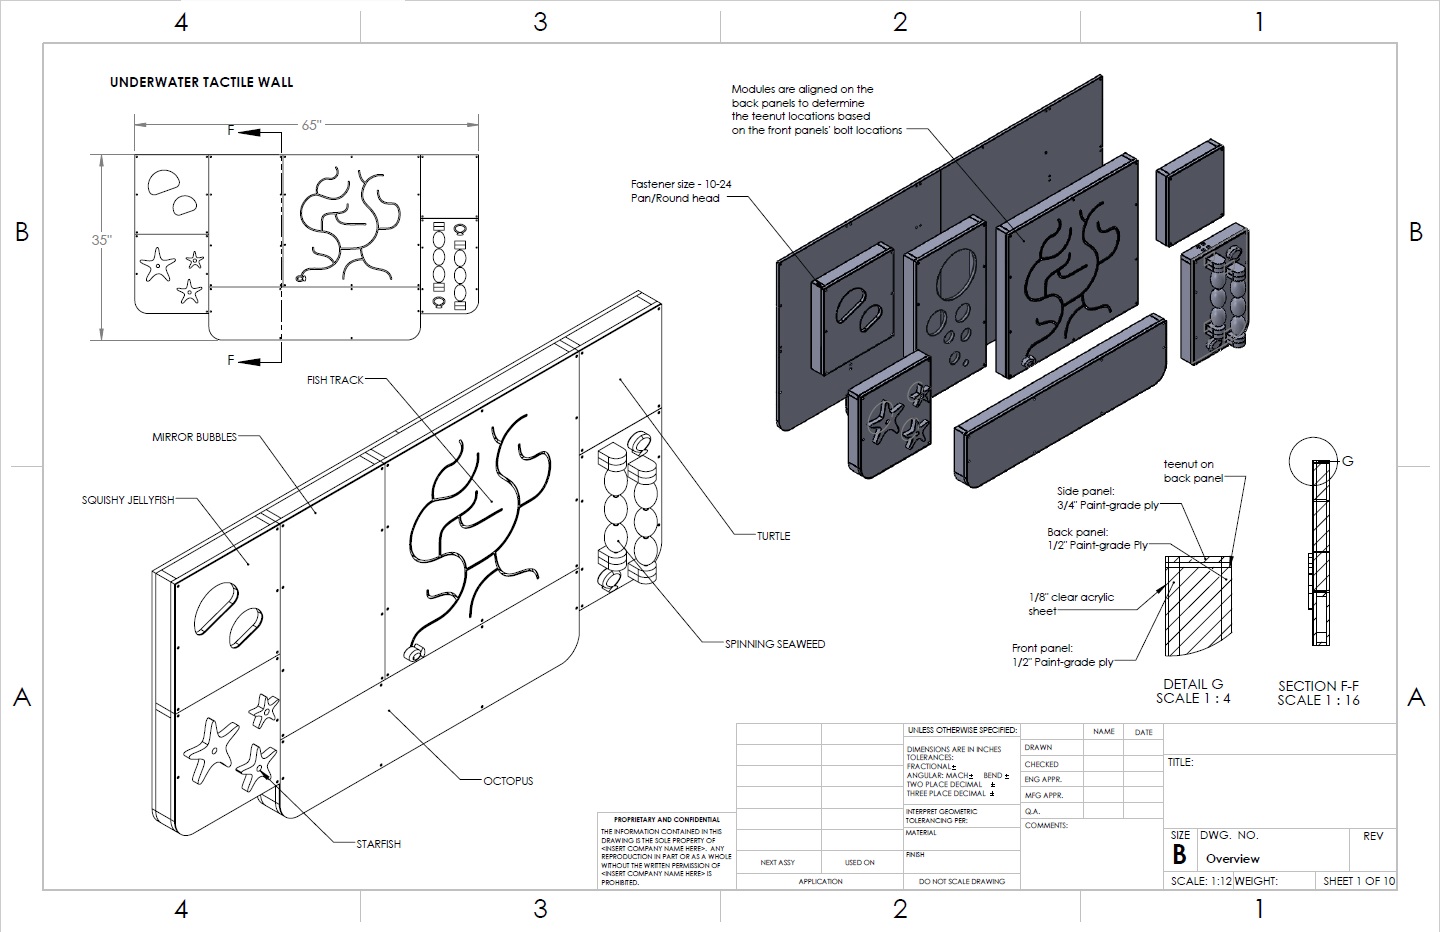 4 3 2 1
UNDERWATER TACTILE WALL
F
65"
35"
F
B
B
Modules are aligned on the
back panels to determine
the teenut locations based
on the front panels' bolt locations
Fastener size - 10-24
Pan/Round head
FISH TRACK
MIRROR BUBBLES
SQUISHY JELLYFISH
TURTLE
SPINNING SEAWEED
OCTOPUS
STARFISH
G
teenut on
back panel
Side panel:
3/4" Paint-grade ply
Back panel:
1/2" Paint-grade Ply
1/8" clear acrylic
sheet
Front panel:
1/2" Paint-grade ply
DETAIL G
SCALE 1 : 4
SECTION F-F
SCALE 1 : 16
A
A
PROPRIETARY AND CONFIDENTIAL
THE INFORMATION CONTAINED IN THIS
DRAWING IS THE SOLE PROPERTY OF
<INSERT COMPANY NAME HERE>. ANY
REPRODUCTION IN PART OR AS A WHOLE
WITHOUT THE WRITTEN PERMISSION OF
<INSERT COMPANY NAME HERE> IS
PROHIBITED.
NEXT ASSY
USED ON
APPLICATION
UNLESS OTHERWISE SPECIFIED:
DIMENSIONS ARE IN INCHES
TOLERANCES:
FRACTIONAL±
ANGULAR: MACH± BEND ±
TWO PLACE DECIMAL ±
THREE PLACE DECIMAL ±
INTERPRET GEOMETRIC
TOLERANCING PER:
MATERIAL
FINISH
DO NOT SCALE DRAWING
NAME
DATE
DRAWN
CHECKED
ENG APPR.
MFG APPR.
Q.A.
COMMENTS:
TITLE:
SIZE
B
DWG. NO.
Overview
REV
SCALE: 1:12
WEIGHT:
SHEET 1 OF 10
4 3 2 1